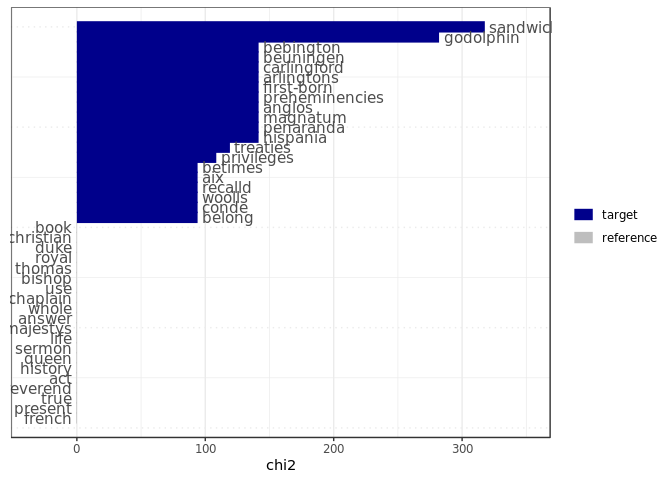 sandwic
godolphin
bebington
beuningen
carlingford
arlingtons
first-born
preheminencies
anglos
magnatum
penaranda
hispania
treaties
privileges
betimes
aix
recalld
woolls
conde
belong
book
christian
duke
royal
thomas
bishop
use
chaplain
whole
answer
majestys
life
sermon
queen
history
act
everend
true
present
french
target
reference
0 100 200 300
chi2